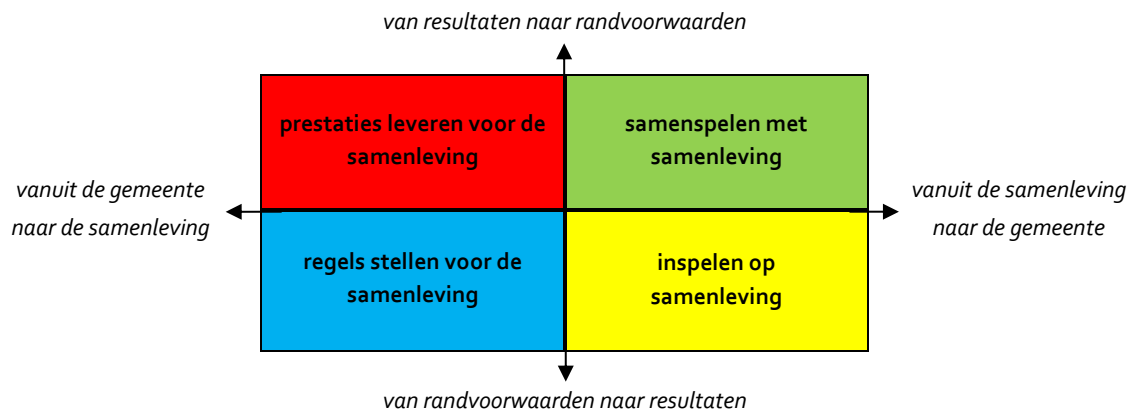 van resultaten naar randvoorwaarden
prestaties leveren voor de
samenleving
samenspelen met
samenleving
vanuit de gemeente
naar de samenleving
vanuit de samenleving
naar de gemeente
regels stellen voor de
samenleving
inspelen op
samenleving
van randvoorwaarden naar resultaten